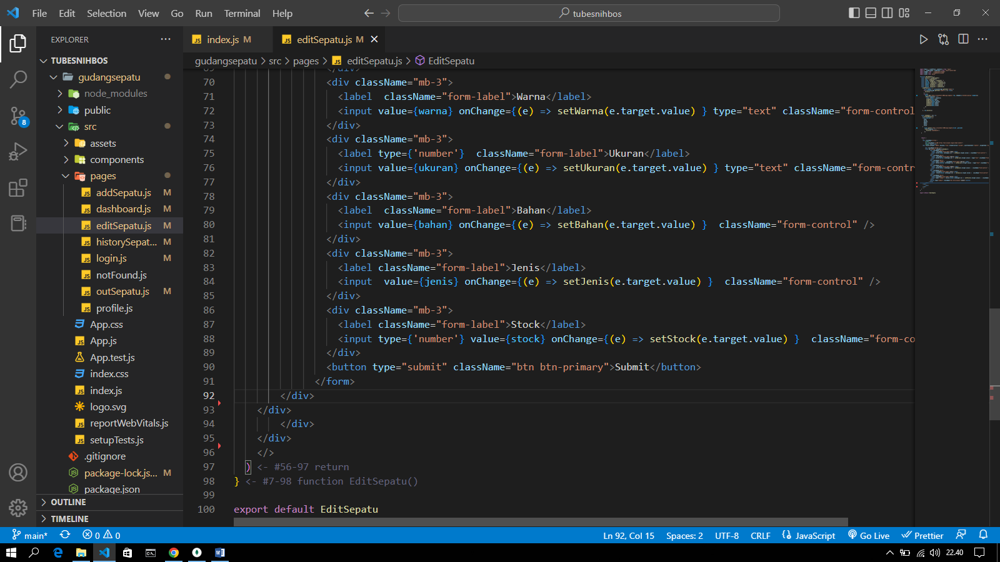 File Edit Selection View Go Run Terminal Help
tubesnihbos
EXPLORER
TUBESNIHBOS
gudangsepatu
node_modules
public
src
assets
components
pages
addSepatu.js M
dashboard.js M
editSepatu.js M
historySepat... M
login.js M
notFound.js
outSepatu.js M
profile.js
App.css
App.js
App.test.js
index.css
index.js
logo.svg
reportWebVitals.js
setupTests.js
.gitignore
package-lock.js... M
package.json
OUTLINE
TIMELINE
8
index.js M
editSepatu.js M
gudangsepatu > src > pages > editSepatu.js > EditSepatu
69 </div>
70 <div className="mb-3">
71 <label  className="form-label">Warna</label>
72 <input value={warna} onChange={(e) => setWarna(e.target.value) } type="text" className="form-control
73 </div>
74 <div className="mb-3">
75 <label type={'number'}  className="form-label">Ukuran</label>
76 <input value={ukuran} onChange={(e) => setUkuran(e.target.value) } type="text" className="form-contr
77 </div>
78 <div className="mb-3">
79 <label  className="form-label">Bahan</label>
80 <input value={bahan} onChange={(e) => setBahan(e.target.value) }  className="form-control" />
81 </div>
82 <div className="mb-3">
83 <label className="form-label">Jenis</label>
84 <input  value={jenis} onChange={(e) => setJenis(e.target.value) }  className="form-control" />
85 </div>
86 <div className="mb-3">
87 <label className="form-label">Stock</label>
88 <input type={'number'} value={stock} onChange={(e) => setStock(e.target.value) }  className="form-co
89 </div>
90 <button type="submit" className="btn btn-primary">Submit</button>
91 </form>
92 </div>
93 </div>
94 </div>
95 </div>
96 </>
97 ) <- #56-97 return
98 } <- #7-98 function EditSepatu()
99
100 export default EditSepatu
main* 0 0 Ln 92, Col 15 Spaces: 2 UTF-8 CRLF JavaScript Go Live Prettier
22.40